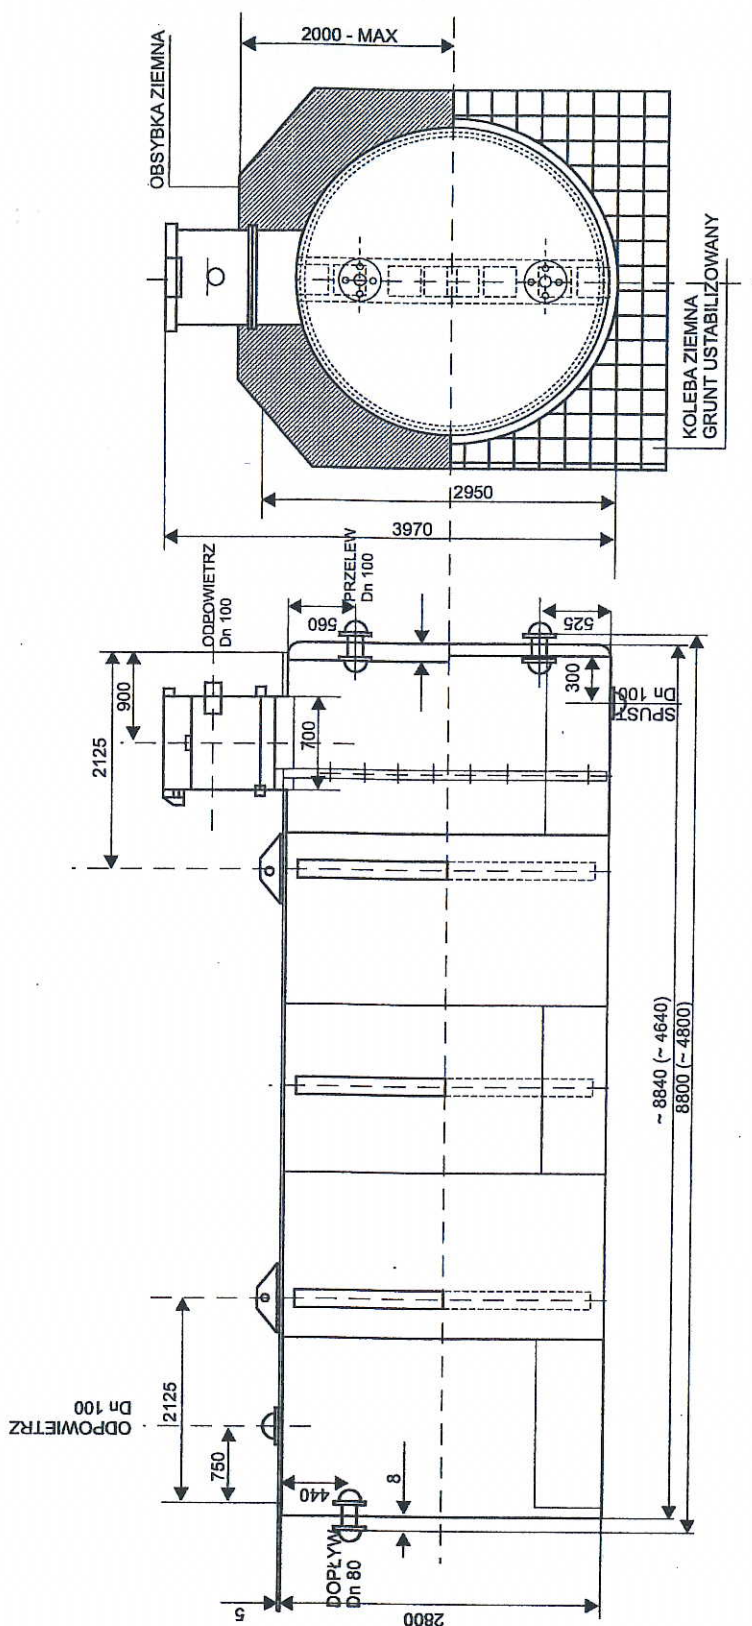 2000 - MAX
OBSYBKA ZIEMNA
KOLEBA ZIEMNA
GRUNT USTABILIZOWANY
2950
3970
ODPOWIETRZ
Dn 100
PRZELEW
Dn 100
560
525
900
2125
700
300
SPUST
Dn 100
~ 8840 (~ 4640)
8800 (~ 4800)
ODPOWIETRZ
Dn 100
2125
750
440
8
DOPŁYW
Dn 80
5
2800